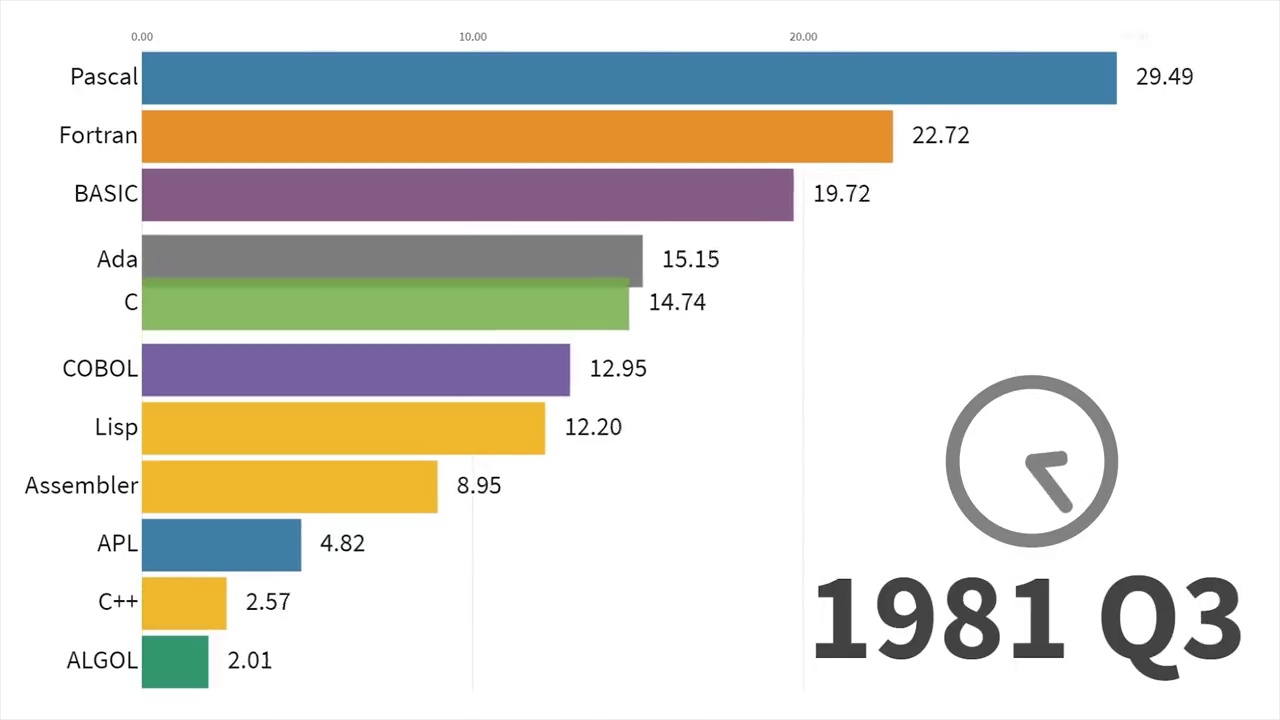 0.00 10.00 20.00
Pascal 29.49
Fortran 22.72
BASIC 19.72
Ada 15.15
C 14.74
COBOL 12.95
Lisp 12.20
Assembler 8.95
APL 4.82
C++ 2.57
ALGOL 2.01
1981 Q3